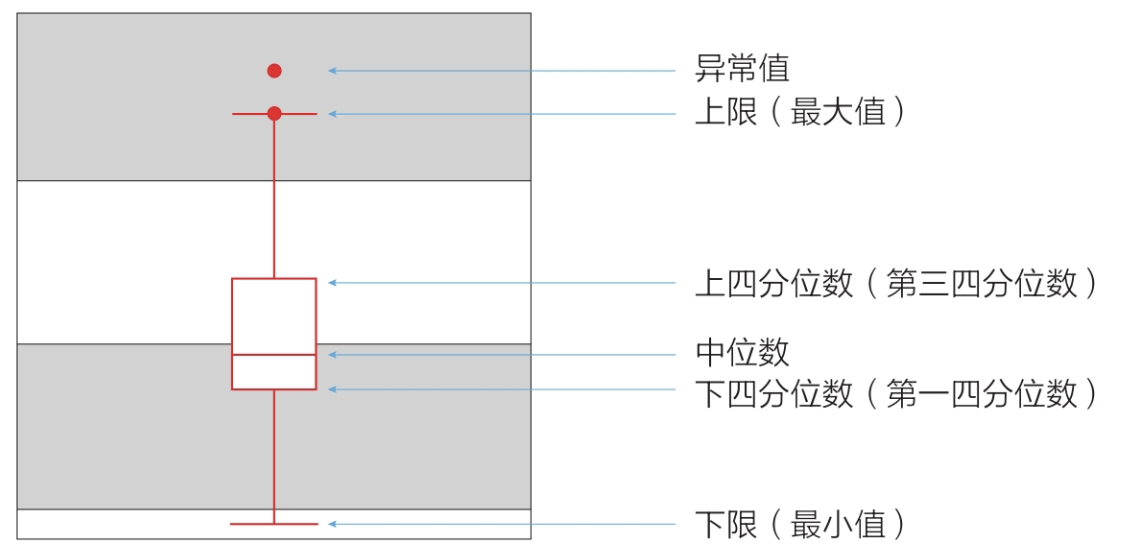 异常值
上限（最大值）
上四分位数（第三四分位数）
中位数
下四分位数（第一四分位数）
下限（最小值）